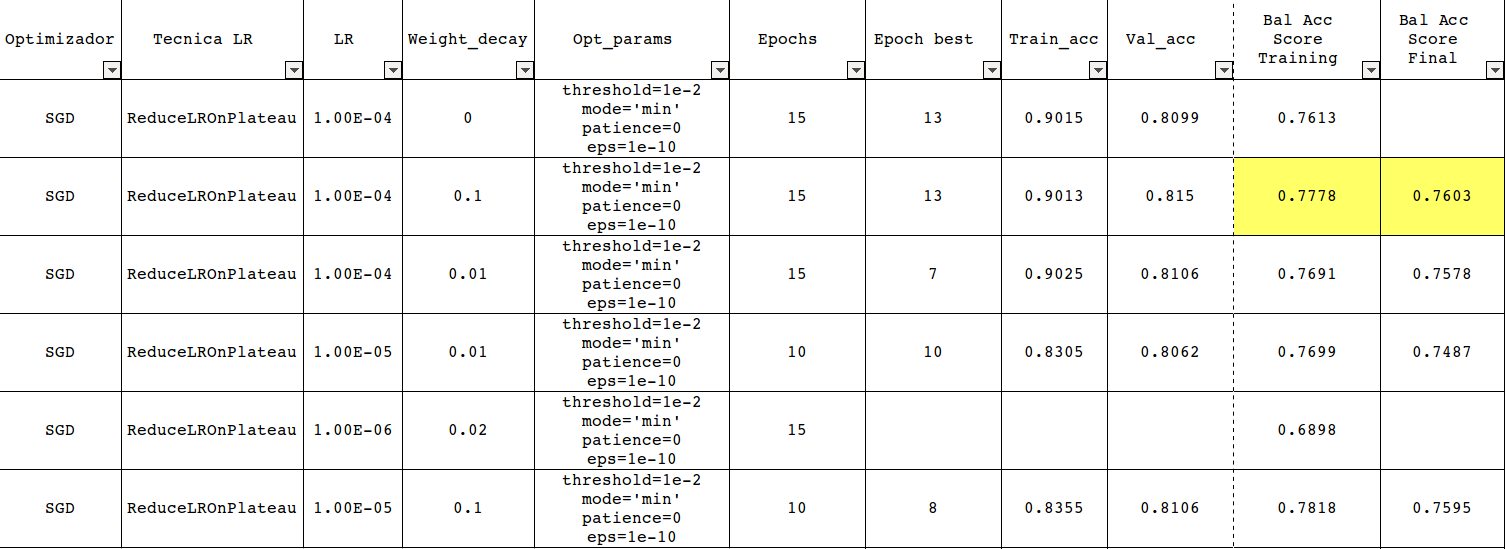 Optimizador Tecnica LR LR Weight_decay Opt_params Epochs Epoch best Train_acc Val_acc Bal Acc Score Training Bal Acc Score Final
SGD ReduceLROnPlateau 1.00E-04 0 threshold=1e-2 mode='min' patience=0 eps=1e-10 15 13 0.9015 0.8099 0.7613
SGD ReduceLROnPlateau 1.00E-04 0.1 threshold=1e-2 mode='min' patience=0 eps=1e-10 15 13 0.9013 0.815 0.7778 0.7603
SGD ReduceLROnPlateau 1.00E-04 0.01 threshold=1e-2 mode='min' patience=0 eps=1e-10 15 7 0.9025 0.8106 0.7691 0.7578
SGD ReduceLROnPlateau 1.00E-05 0.01 threshold=1e-2 mode='min' patience=0 eps=1e-10 10 10 0.8305 0.8062 0.7699 0.7487
SGD ReduceLROnPlateau 1.00E-06 0.02 threshold=1e-2 mode='min' patience=0 eps=1e-10 15 0.6898
SGD ReduceLROnPlateau 1.00E-05 0.1 threshold=1e-2 mode='min' patience=0 eps=1e-10 10 8 0.8355 0.8106 0.7818 0.7595